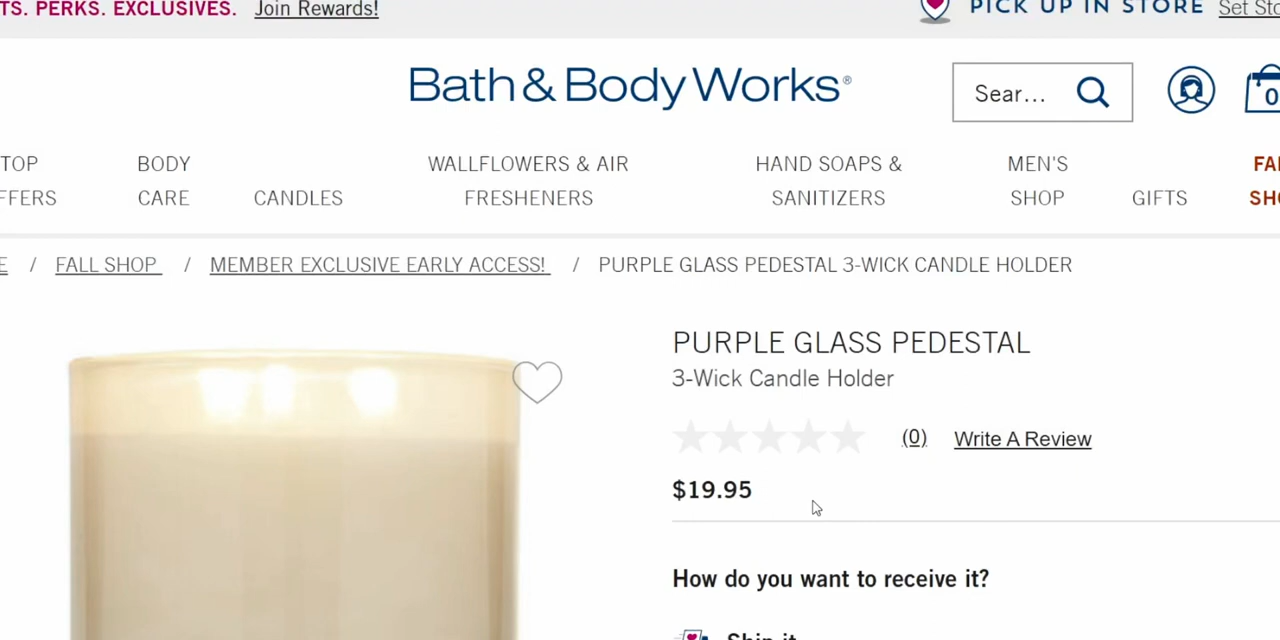 TS. PERKS. EXCLUSIVES. Join Rewards!
PICK UP IN STORE Set Sto
Bath & Body Works®
Sear...
0
TOP
FFERS
BODY
CARE
CANDLES
WALLFLOWERS & AIR
FRESHENERS
HAND SOAPS &
SANITIZERS
MEN'S
SHOP
GIFTS
FA
SHO
E / FALL SHOP / MEMBER EXCLUSIVE EARLY ACCESS! / PURPLE GLASS PEDESTAL 3-WICK CANDLE HOLDER
PURPLE GLASS PEDESTAL
3-Wick Candle Holder
(0) Write A Review
$19.95
How do you want to receive it?
Ship it